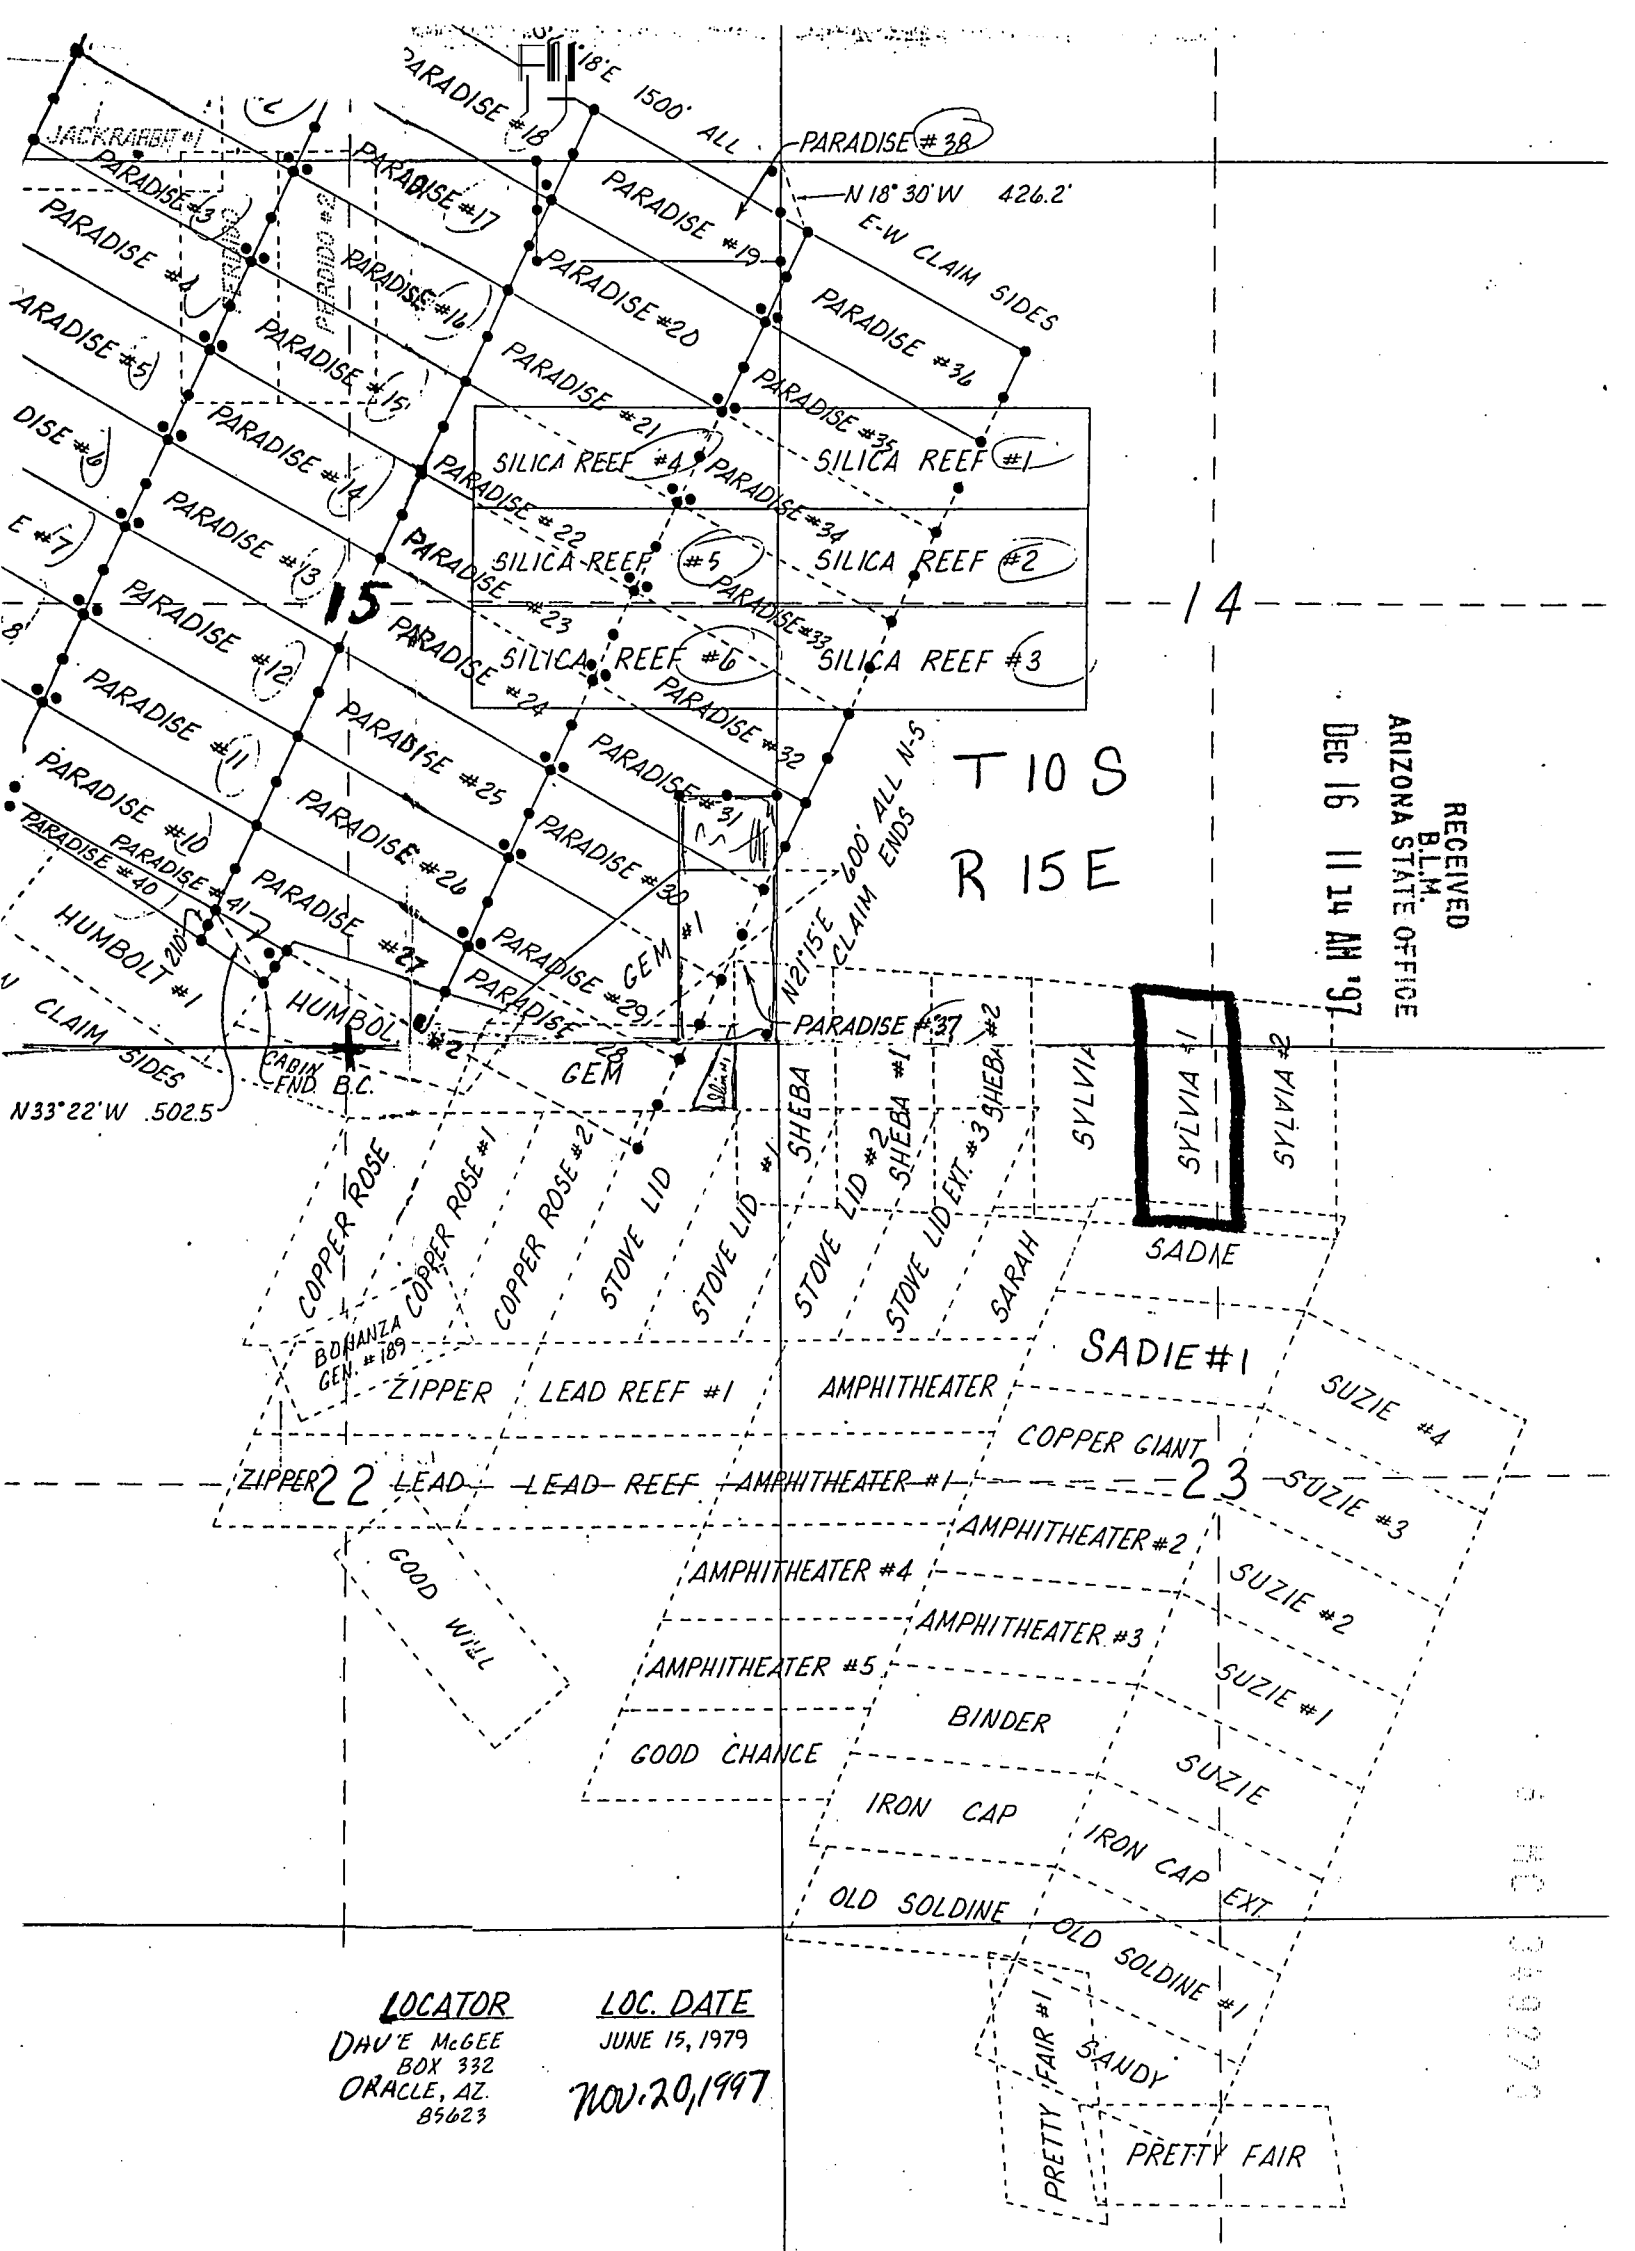 18'E 1500' ALL
PARADISE #18
PARADISE #38
JACKRABBIT #1
PARADISE #3
PARADISE #17
PARADISE #19
N 18° 30' W 426.2'
E-W CLAIM SIDES
PARADISE #4
PERDIDO
PERDIDO #2
PARADISE #16
PARADISE #20
PARADISE #36
ARADISE #5
PARADISE #15
PARADISE #21
PARADISE #35
DISE #6
PARADISE #14
SILICA REEF #4
SILICA REEF #1
PARADISE #22
PARADISE #34
E #7
PARADISE #13
SILICA REEF #5
SILICA REEF #2
15
PARADISE #23
PARADISE #33
14
8
PARADISE #12
PARADISE #24
SILICA REEF #6
SILICA REEF #3
PARADISE #11
PARADISE #25
PARADISE #32
T 10 S
R 15 E
RECEIVED
B.L.M.
ARIZONA STATE OFFICE
DEC 16 11 14 AM '97
PARADISE #10
PARADISE #26
PARADISE #31
600' ALL N-S
CLAIM ENDS
N21°15'E
PARADISE #40
PARADISE #41
PARADISE #27
PARADISE #30
GEM #1
HUMBOLT #1
210'
PARADISE #29
PARADISE 28
PARADISE #37
N CLAIM SIDES
HUMBOL #2
CABIN
FND. B.C.
GEM
N33°22'W 502.5
SHEBA
SHEBA #1
SHEBA #2
SYLVIA
SYLVIA #1
SYLVIA #2
COPPER ROSE
COPPER ROSE #1
COPPER ROSE #2
STOVE LID
STOVE LID #1
STOVE LID #2
STOVE LID EXT. #3
SARAH
SADIE
BONANZA
GEN. #189
SADIE #1
ZIPPER
LEAD REEF #1
AMPHITHEATER
SUZIE #4
COPPER GIANT
ZIPPER
22
LEAD
LEAD REEF
AMPHITHEATER #1
23
SUZIE #3
GOOD WILL
AMPHITHEATER #4
AMPHITHEATER #2
SUZIE #2
AMPHITHEATER #5
AMPHITHEATER #3
SUZIE #1
GOOD CHANCE
BINDER
SUZIE
IRON CAP
IRON CAP EXT.
OLD SOLDINE
OLD SOLDINE #1
PRETTY FAIR #1
SANDY
PRETTY FAIR
LOCATOR
DAVE McGEE
BOX 332
ORACLE, AZ.
85623
LOC. DATE
JUNE 15, 1979
NOV. 20, 1997